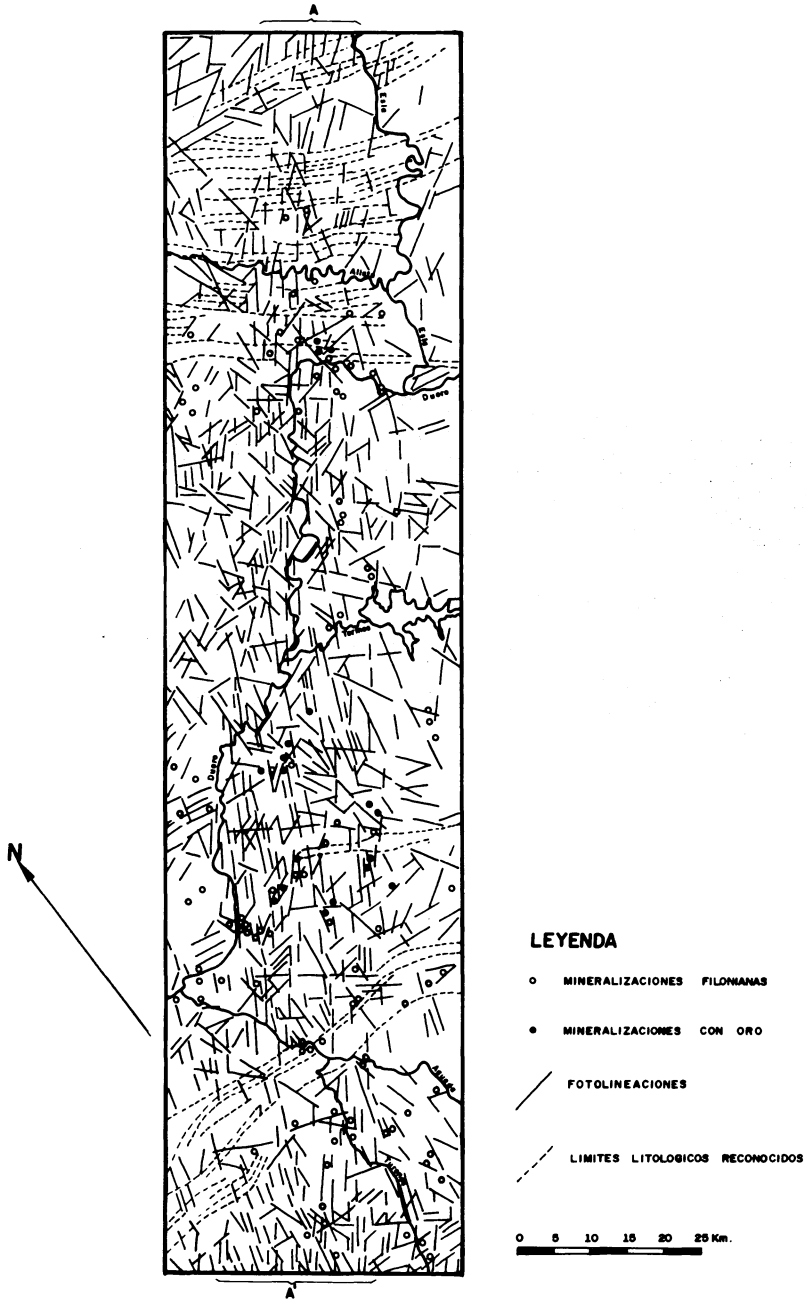 A
Esla
Aliste
Esla
Duero
Tormes
Duero
N
Agueda
A'
LEYENDA
MINERALIZACIONES FILONIANAS
MINERALIZACIONES CON ORO
FOTOLINEACIONES
LIMITES LITOLOGICOS RECONOCIDOS
0 5 10 15 20 25 Km.